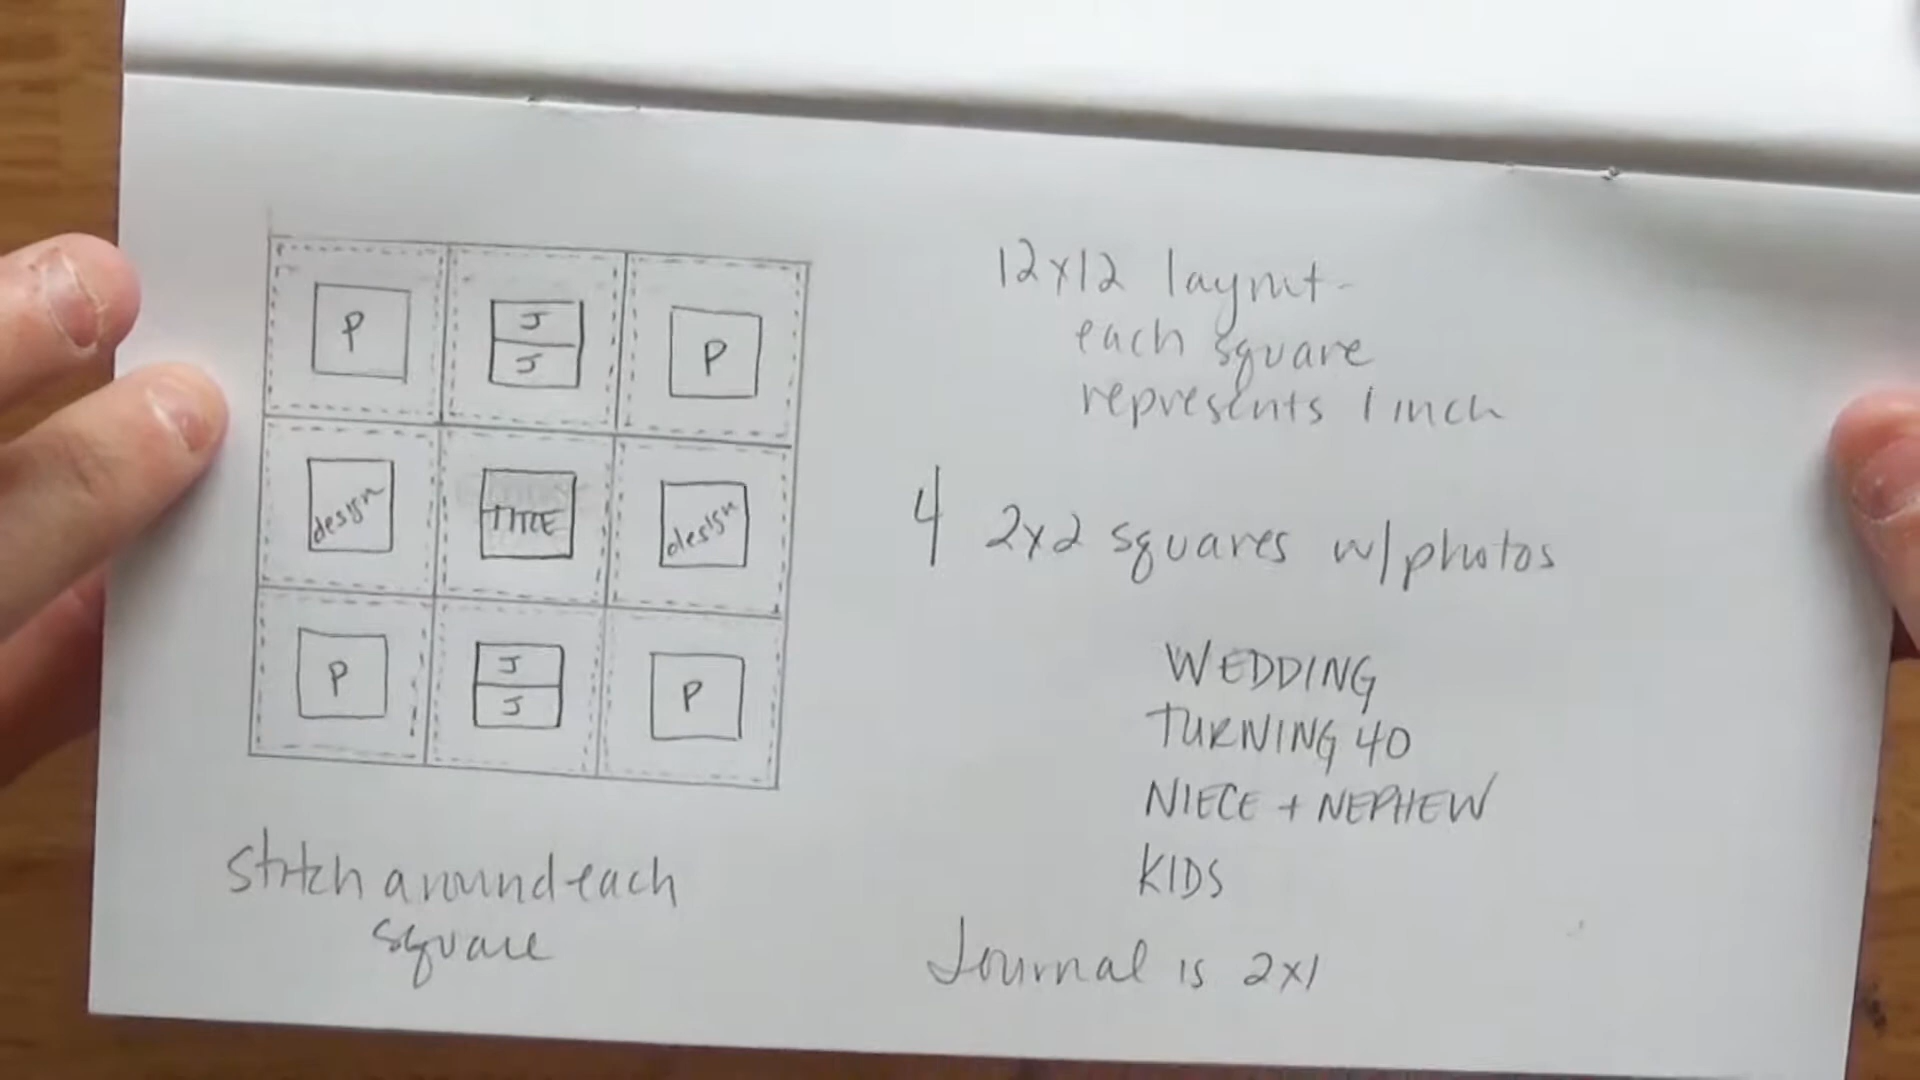 P
J
J
P
design
TITLE
design
P
J
J
P
Stitch around each
square
12x12 layout-
each square
represents 1 inch
4 2x2 squares w/photos
WEDDING
TURNING 40
NIECE + NEPHEW
KIDS
Journal is 2x1